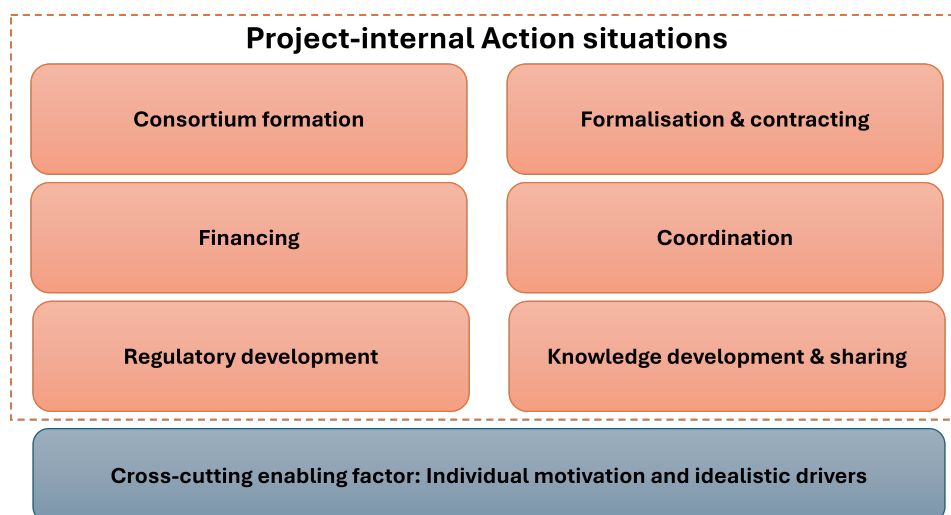 Project-internal Action situations
Consortium formation
Formalisation & contracting
Financing
Coordination
Regulatory development
Knowledge development & sharing
Cross-cutting enabling factor: Individual motivation and idealistic drivers